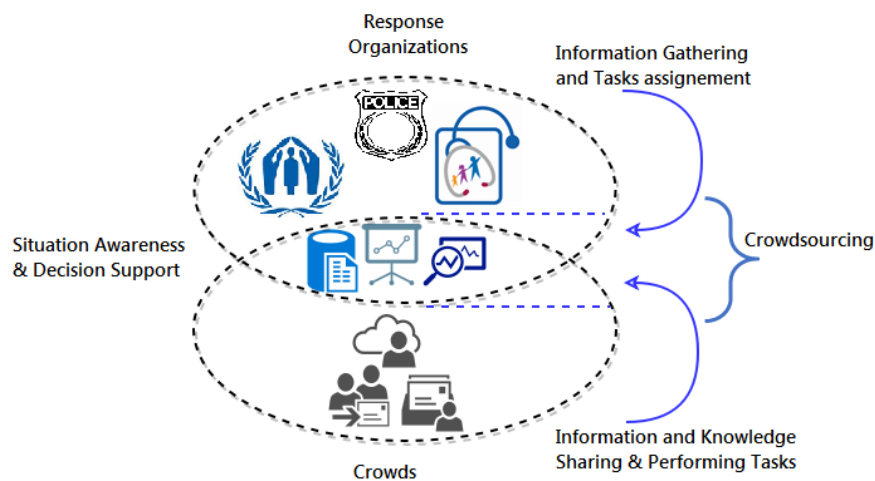 Response
Organizations
Information Gathering
and Tasks assignement
POLICE
Situation Awareness
& Decision Support
Crowdsourcing
Information and Knowledge
Sharing & Performing Tasks
Crowds